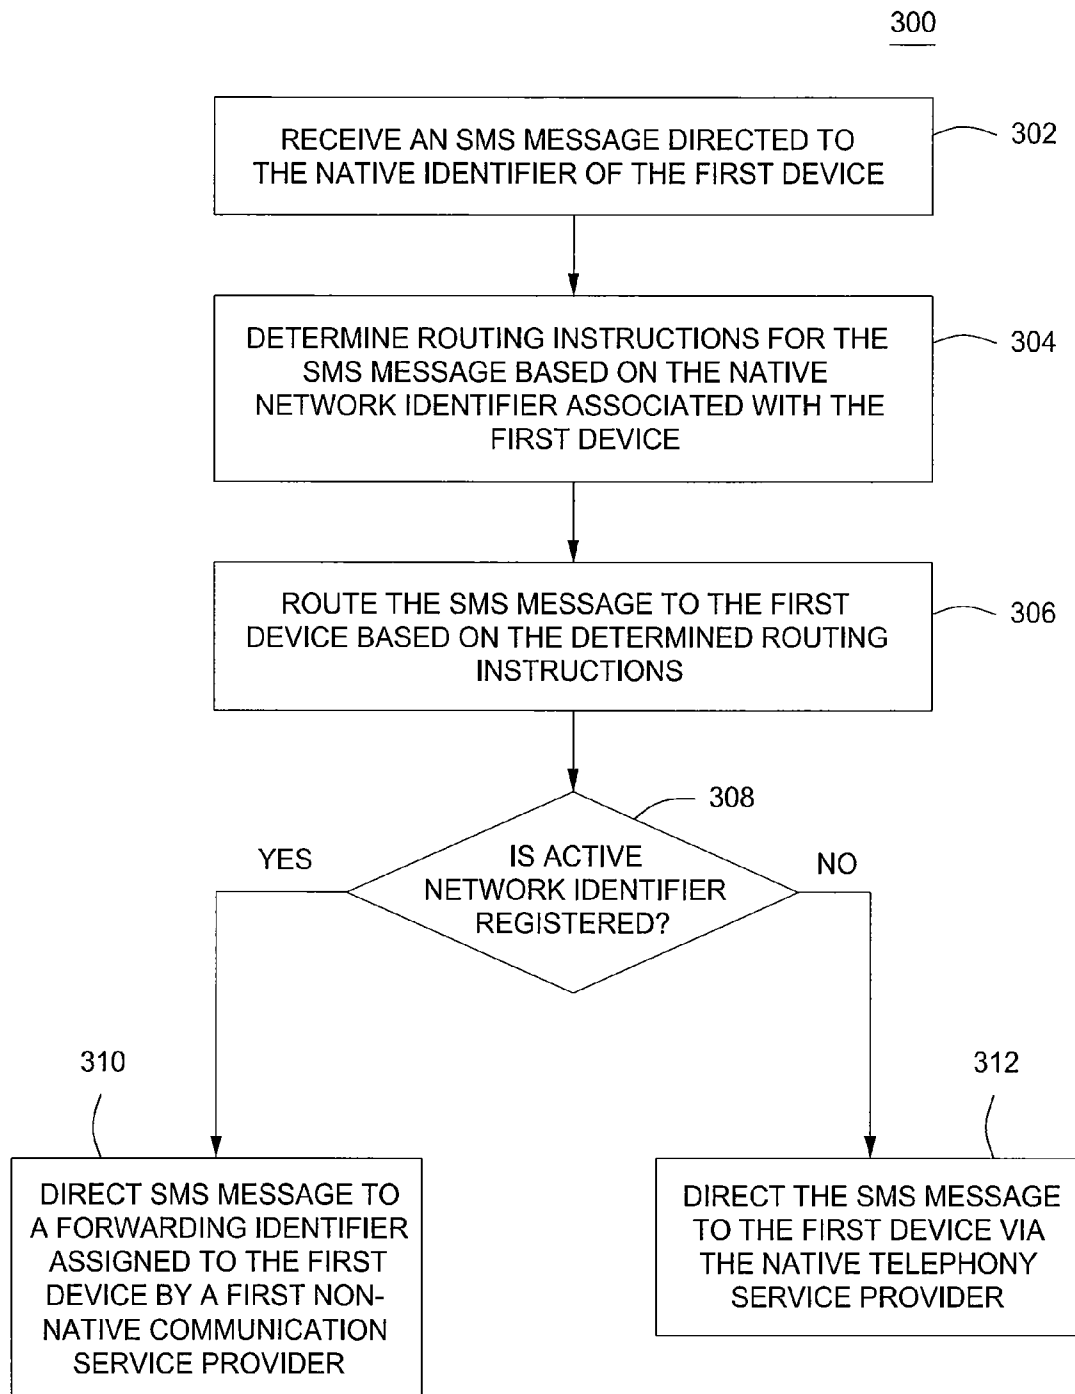 300
RECEIVE AN SMS MESSAGE DIRECTED TO
THE NATIVE IDENTIFIER OF THE FIRST DEVICE
302
DETERMINE ROUTING INSTRUCTIONS FOR THE
SMS MESSAGE BASED ON THE NATIVE
NETWORK IDENTIFIER ASSOCIATED WITH THE
FIRST DEVICE
304
ROUTE THE SMS MESSAGE TO THE FIRST
DEVICE BASED ON THE DETERMINED ROUTING
INSTRUCTIONS
306
308
IS ACTIVE
NETWORK IDENTIFIER
REGISTERED?
YES
NO
310
DIRECT SMS MESSAGE TO
A FORWARDING IDENTIFIER
ASSIGNED TO THE FIRST
DEVICE BY A FIRST NON-
NATIVE COMMUNICATION
SERVICE PROVIDER
312
DIRECT THE SMS MESSAGE
TO THE FIRST DEVICE VIA
THE NATIVE TELEPHONY
SERVICE PROVIDER